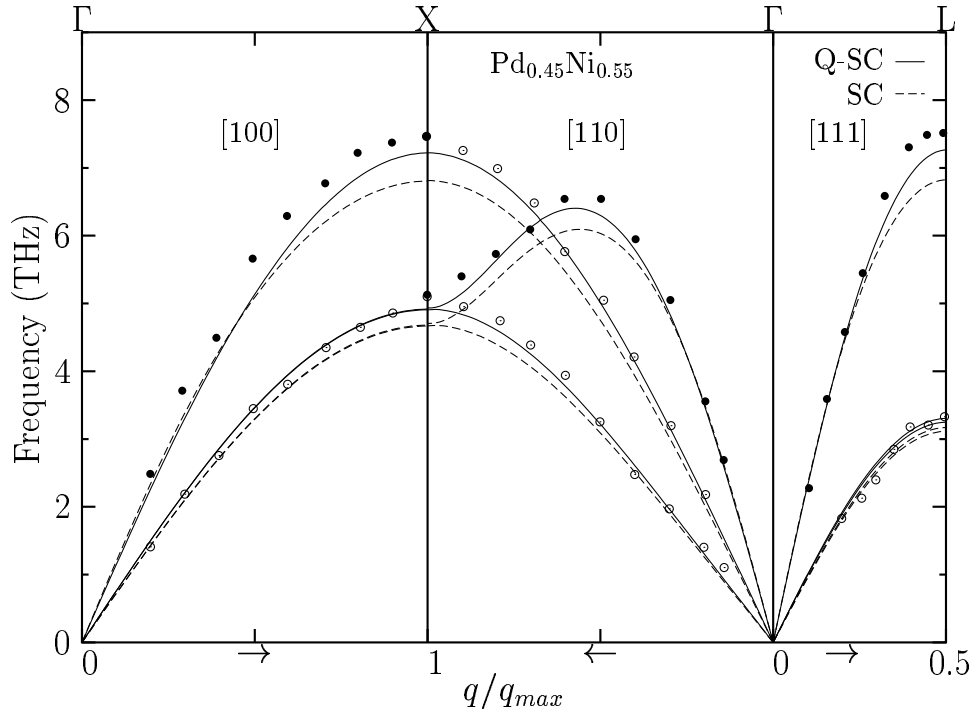 Γ X Γ L
Pd0.45Ni0.55
Q-SC
SC
[100] [110] [111]
8
6
4
2
0
Frequency (THz)
0 → 1 ← 0 → 0.5
q/qmax